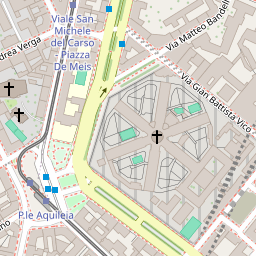 Viale San
Michele
del Carso
Piazza
De Meis
Via Matteo Bandell
drea Verga
Via Gian Battista Vico
P.le Aquileia
no